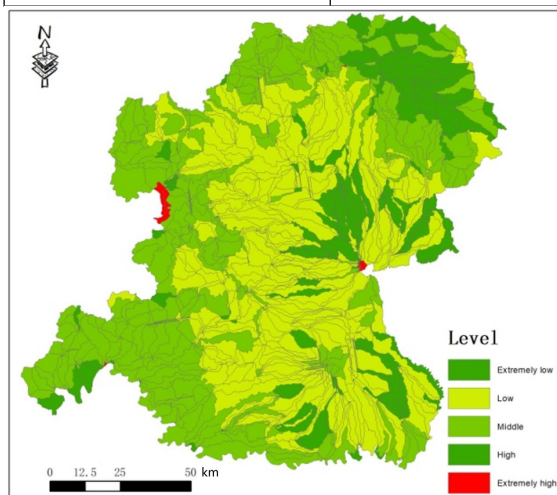 N
Level
Extremely low
Low
Middle
High
Extremely high
0 12.5 25 50 km